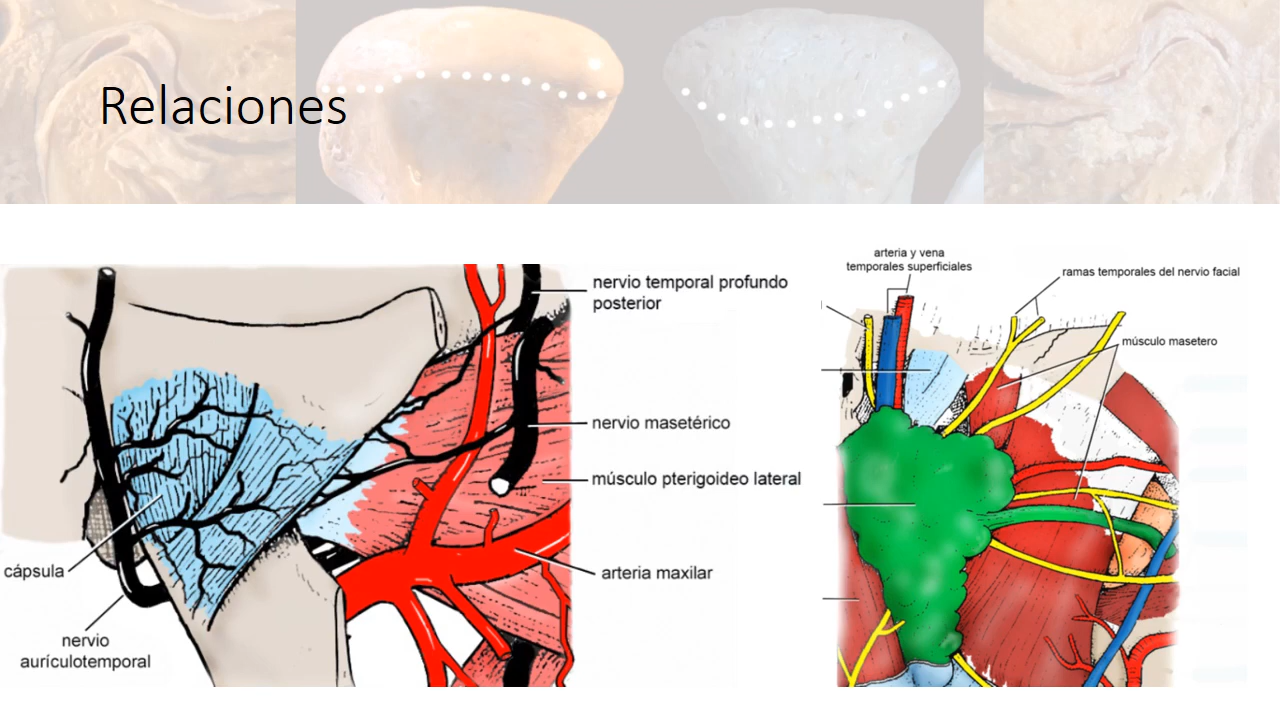 Relaciones
nervio temporal profundo
posterior
nervio masetérico
músculo pterigoideo lateral
arteria maxilar
cápsula
nervio
aurículotemporal
arteria y vena
temporales superficiales
ramas temporales del nervio facial
músculo masetero